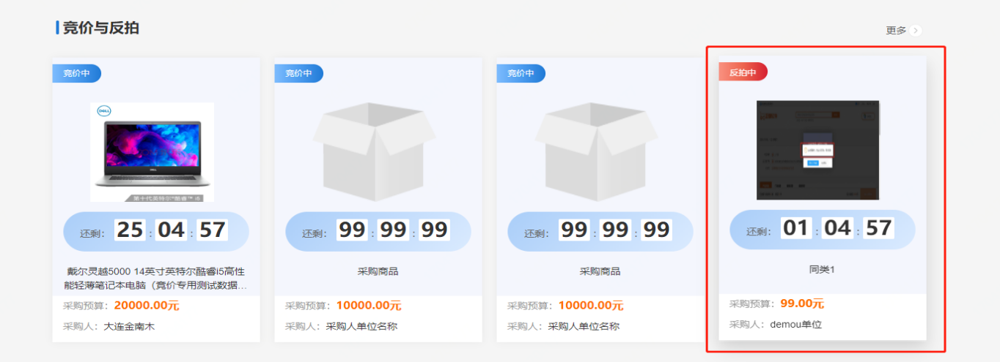 竞价与反拍
更多
竞价中
DELL
第十代英特尔®酷睿™ i5
还剩： 25 : 04 : 57
戴尔灵越5000 14英寸英特尔酷睿i5高性
能轻薄笔记本电脑（竞价专用测试数据...
采购预算：20000.00元
采购人：大连金南木
竞价中
还剩： 99 : 99 : 99
采购商品
采购预算：10000.00元
采购人：采购人单位名称
竞价中
还剩： 99 : 99 : 99
采购商品
采购预算：10000.00元
采购人：采购人单位名称
反拍中
还剩： 01 : 04 : 57
同类1
采购预算：99.00元
采购人：demou单位